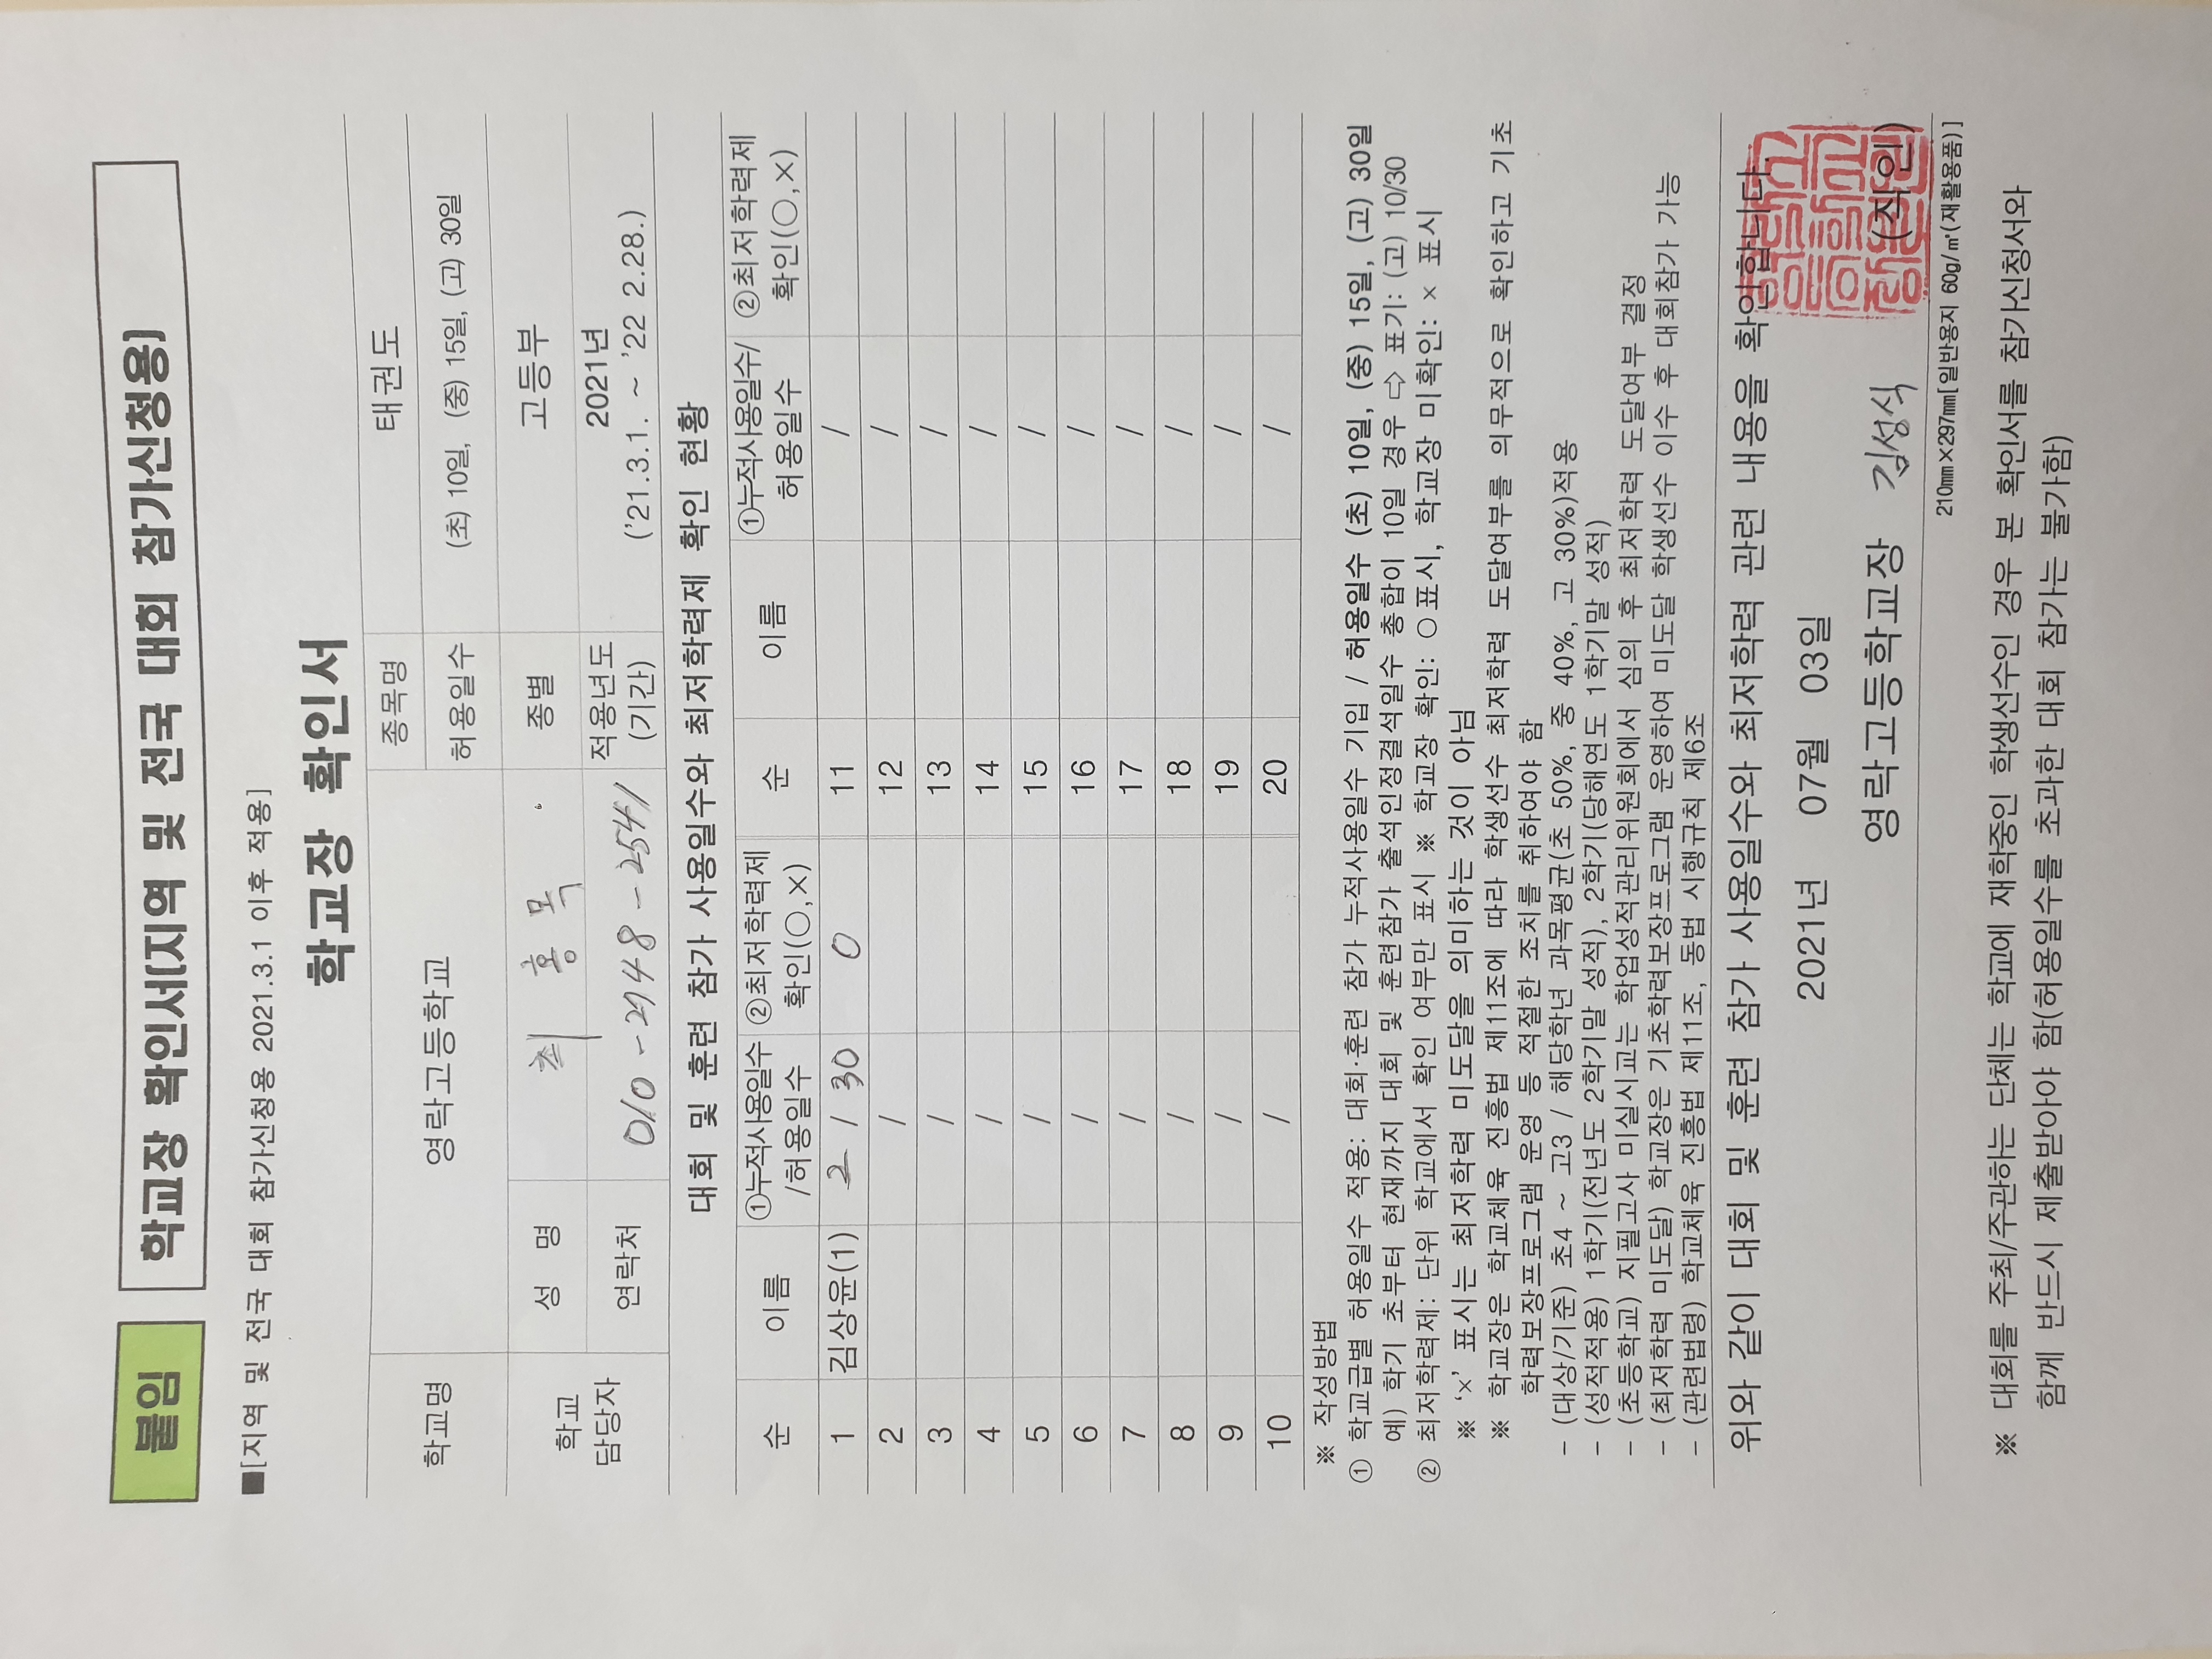 붙임 학교장 확인서(지역 및 전국 대회 참가신청용)
■[지역 및 전국 대회 참가신청용 2021.3.1 이후 적용]
학교장 확인서
학교명 영락고등학교 종목명 태권도
허용일수 (초) 10일, (중) 15일, (고) 30일
학교 담당자 성 명 최홍목 종별 고등부
연락처 010-2948-2541 적용년도 (기간) 2021년 ('21.3.1. ~ '22 2.28.)
대회 및 훈련 참가 사용일수와 최저학력제 확인 현황
순 이름 ①누적사용일수/허용일수 ②최저학력제 확인(○,×) 순 이름 ①누적사용일수/허용일수 ②최저학력제 확인(○,×)
1 김상윤(1) 2 / 30 0 11 /
2 / 12 /
3 / 13 /
4 / 14 /
5 / 15 /
6 / 16 /
7 / 17 /
8 / 18 /
9 / 19 /
10 / 20 /
※ 작성방법
① 학교급별 허용일수 적용: 대회·훈련 참가 누적사용일수 기입 / 허용일수 (초) 10일, (중) 15일, (고) 30일
예) 학기 초부터 현재까지 대회 및 훈련참가 출석인정결석일수 총합이 10일 경우 ⇨ 표기: (고) 10/30
② 최저학력제: 단위 학교에서 확인 여부만 표시 ※ 학교장 확인: ○ 표시, 학교장 미확인: × 표시
※ '×' 표시는 최저학력 미도달을 의미하는 것이 아님
※ 학교장은 학교체육 진흥법 제11조에 따라 학생선수 최저학력 도달여부를 의무적으로 확인하고 기초
학력보장프로그램 운영 등 적절한 조치를 취하여야 함
- (대상/기준) 초4 ~ 고3 / 해당학년 과목평균(초 50%, 중 40%, 고 30%)적용
- (성적적용) 1학기(전년도 2학기말 성적), 2학기(당해연도 1학기말 성적)
- (초등학교) 지필고사 미실시교는 학업성적관리위원회에서 심의 후 최저학력 도달여부 결정
- (최저학력 미도달) 학교장은 기초학력보장프로그램 운영하여 미도달 학생선수 이수 후 대회참가 가능
- (관련법령) 학교체육 진흥법 제11조, 동법 시행규칙 제6조
위와 같이 대회 및 훈련 참가 사용일수와 최저학력 관련 내용을 확인합니다.
2021년 07월 03일
영락고등학교장 김성식 (직인)
210㎜×297㎜[일반용지 60g/㎡(재활용품)]
※ 대회를 주최/주관하는 단체는 학교에 재학중인 학생선수인 경우 본 확인서를 참가신청서와
함께 반드시 제출받아야 함(허용일수를 초과한 대회 참가는 불가함)